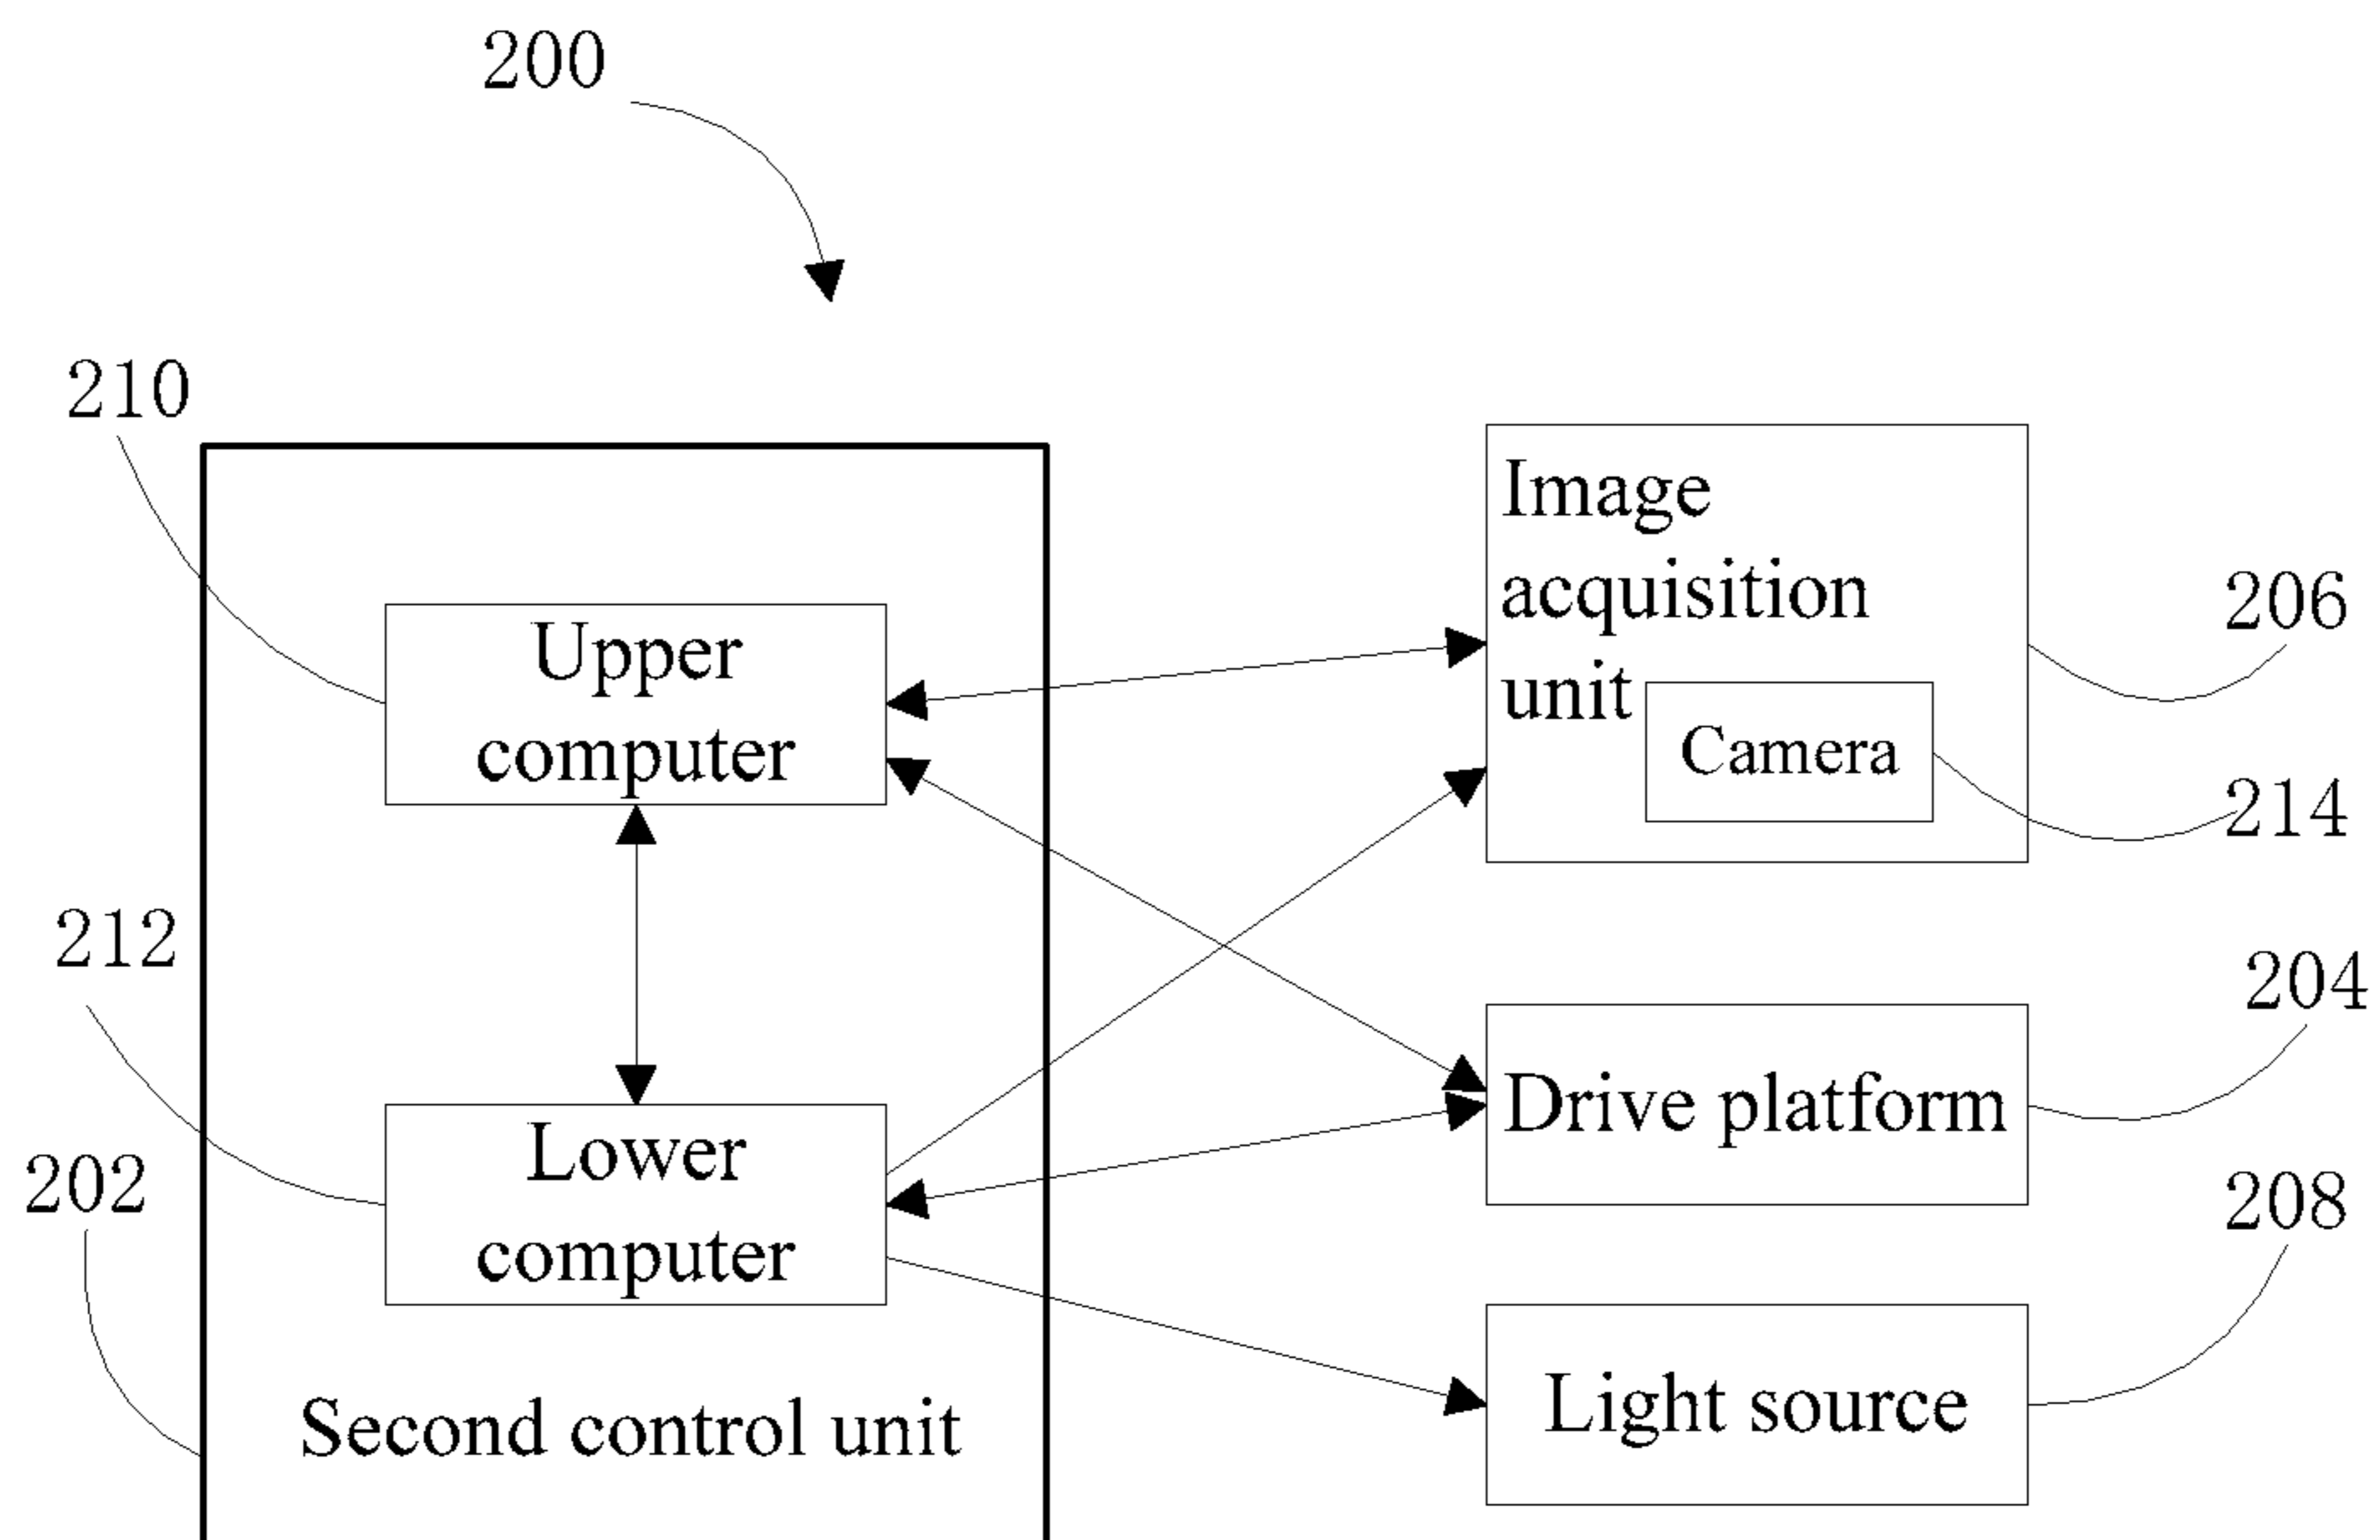 200
210
Image
acquisition
unit
206
Upper
computer
Camera
214
212
204
Drive platform
Lower
computer
202
208
Second control unit
Light source